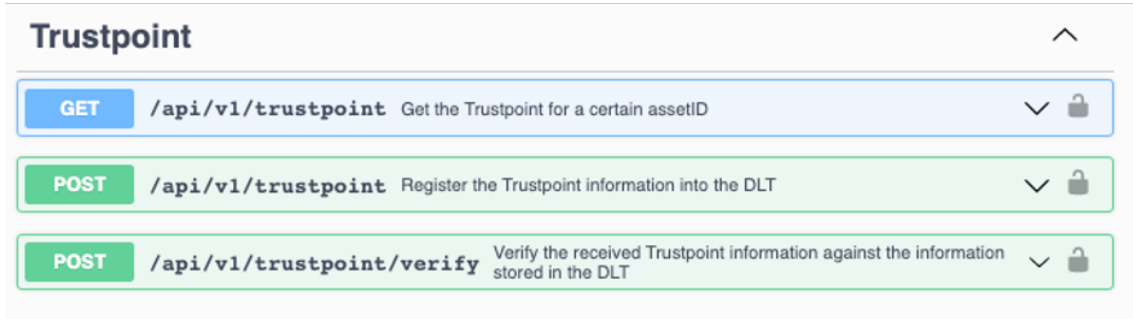 Trustpoint
GET /api/v1/trustpoint Get the Trustpoint for a certain assetID
POST /api/v1/trustpoint Register the Trustpoint information into the DLT
POST /api/v1/trustpoint/verify Verify the received Trustpoint information against the information
stored in the DLT